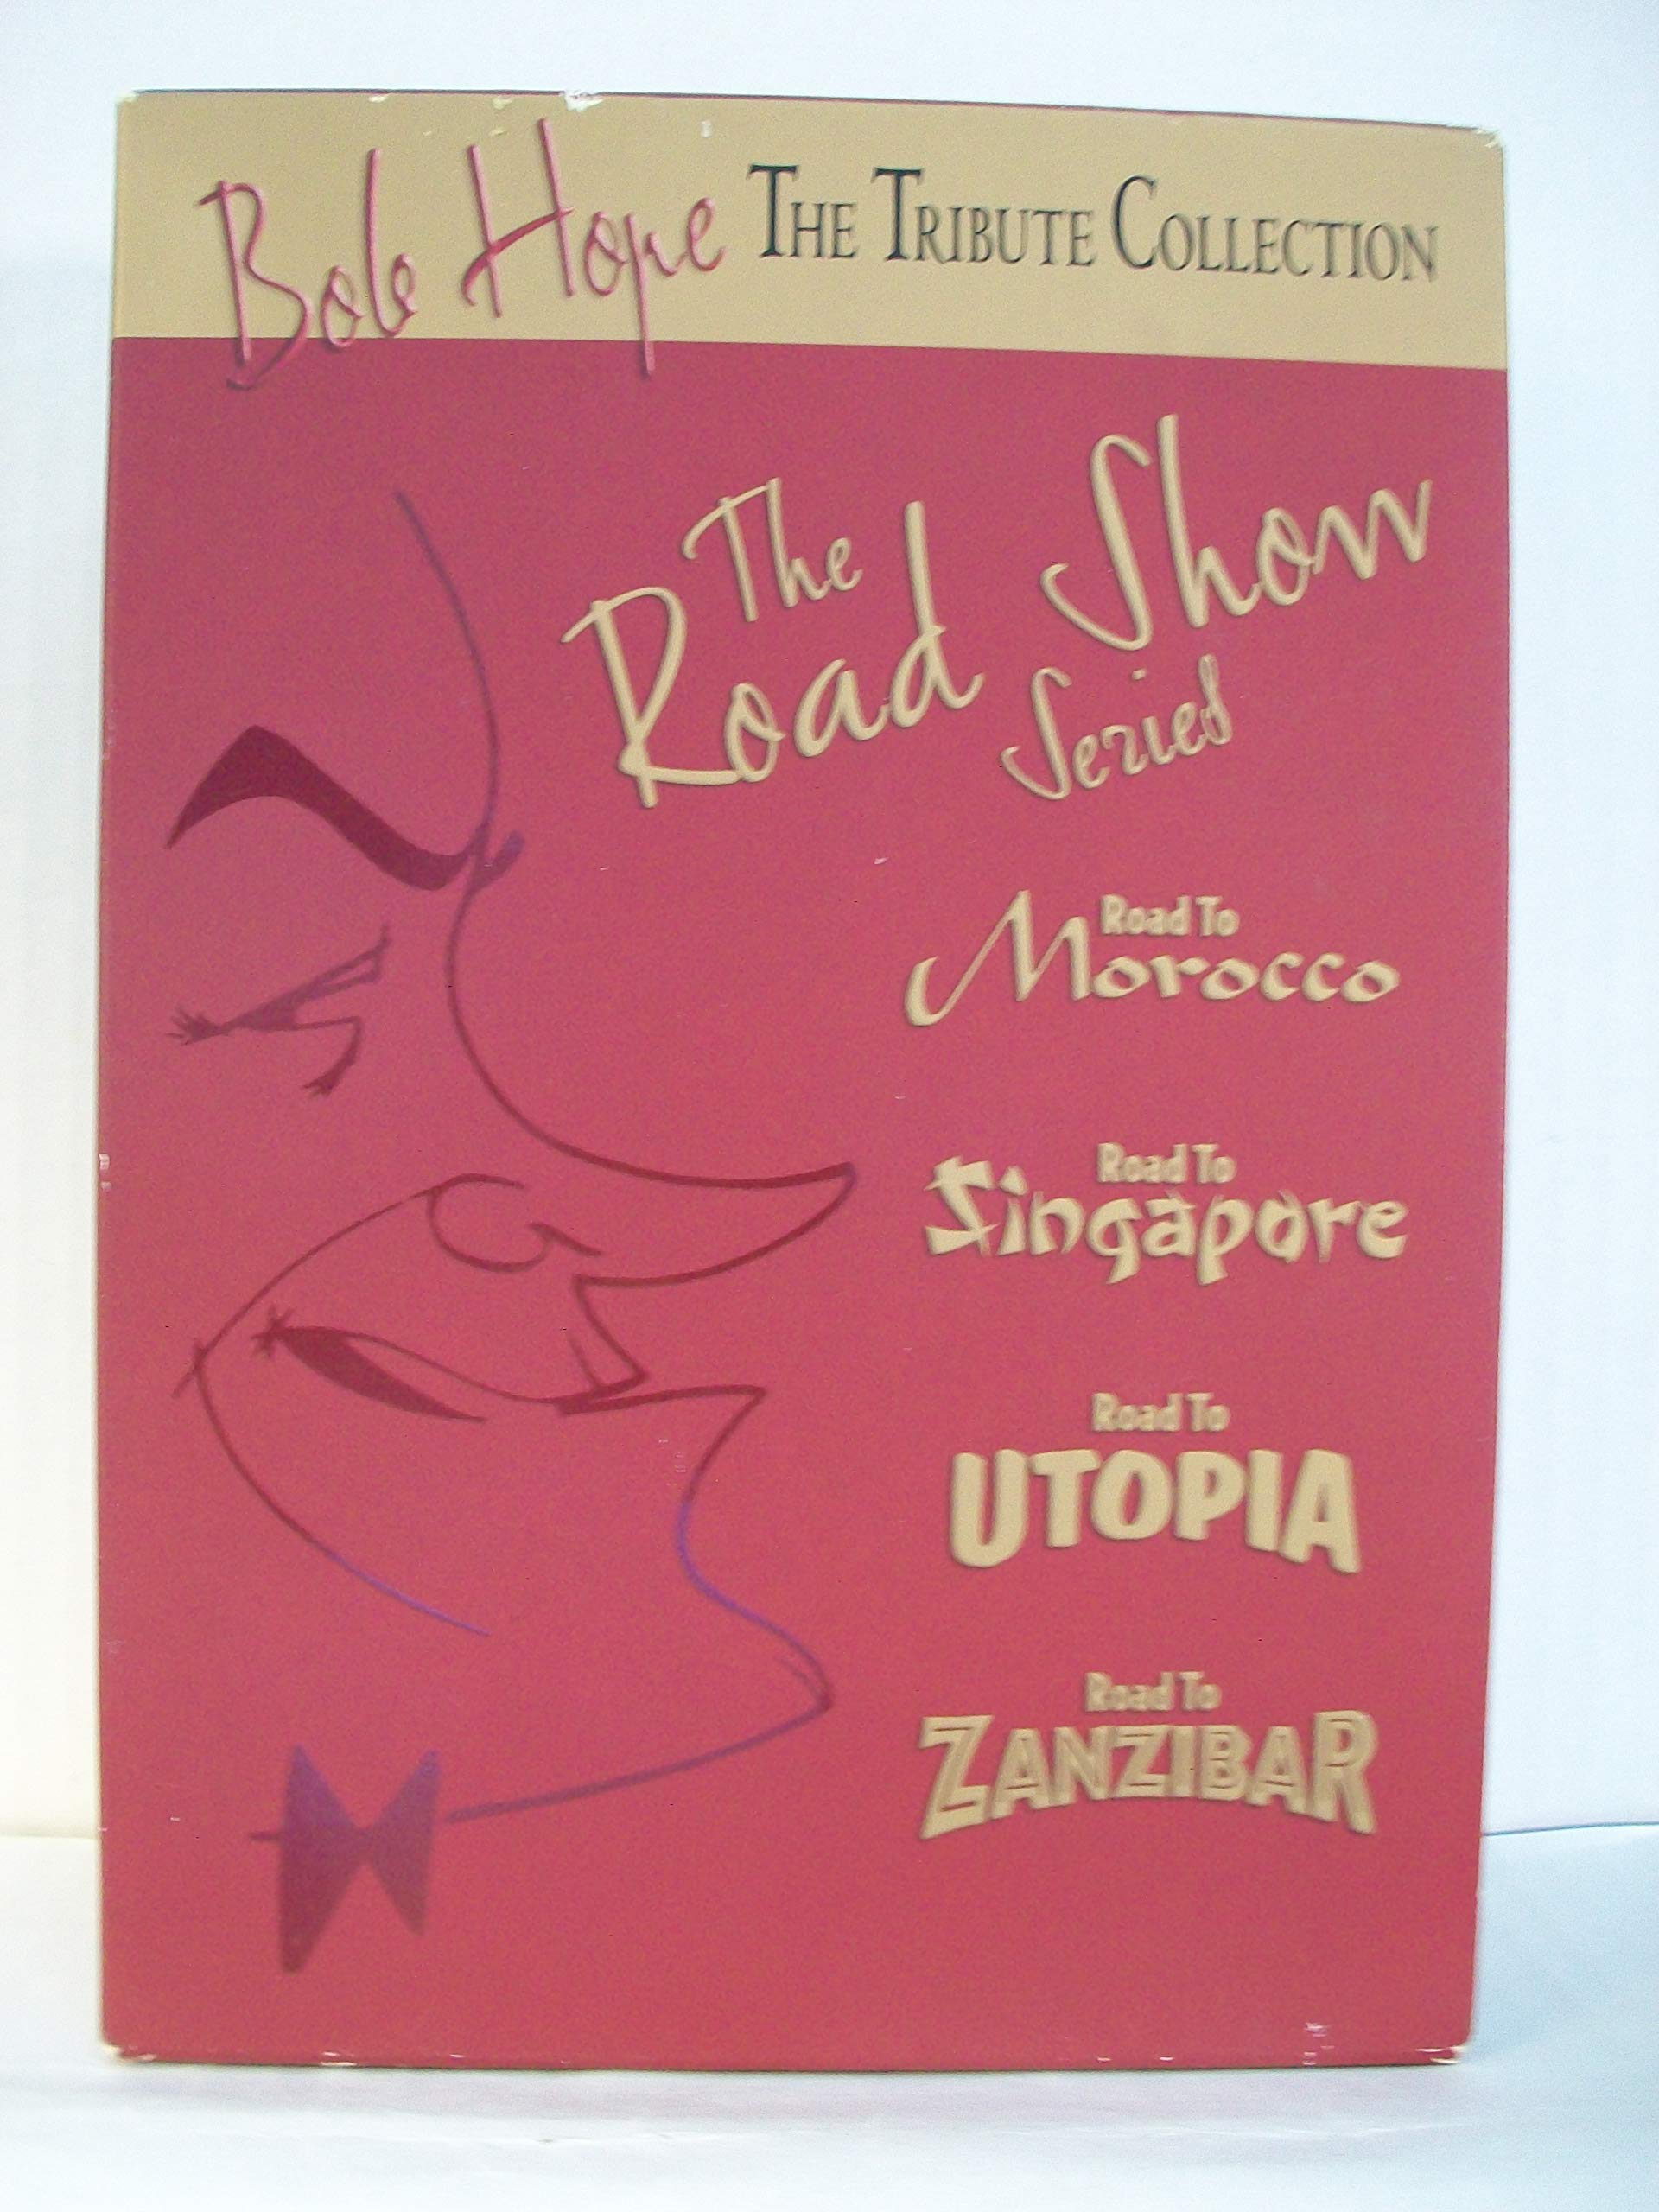 Bob Hope THE TRIBUTE COLLECTION
The
Road Show
Series
Road To
Morocco
Road To
Singapore
Road To
UTOPIA
Road To
ZANZIBAR